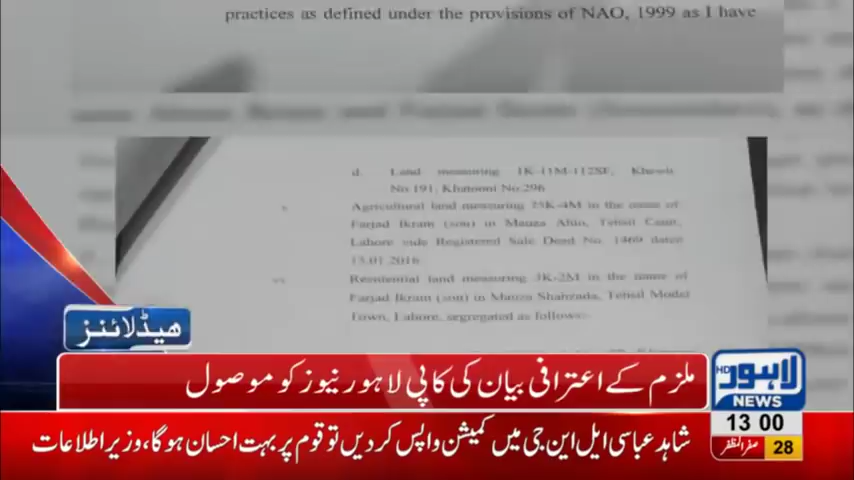 practices as defined under the provisions of NAO, 1999 as I have
d. Land measuring 1K-11M-112SF, Khewit
No.191, Khatooni No.296
Agricultural land measuring 25K-4M in the name of
Farjad Ikram (son) in Mauza Aluo, Tehsil Cantt,
Lahore vide Registered Sale Deed No. 1469 dated
13.01.2016
Residential land measuring 3K-2M in the name of
Farjad Ikram (son) in Mauza Shahzada, Tehsil Model
Town, Lahore, segregated as follows:-
ہیڈلائنز
ملزم کے اعترافی بیان کی کاپی لاہور نیوز کو موصول
لاہور HD
NEWS
13 00
شاہد عباسی ایل این جی میں کمیشن واپس کردیں تو قوم پر بہت احسان ہوگا، وزیر اطلاعات
صفر المظفر 28